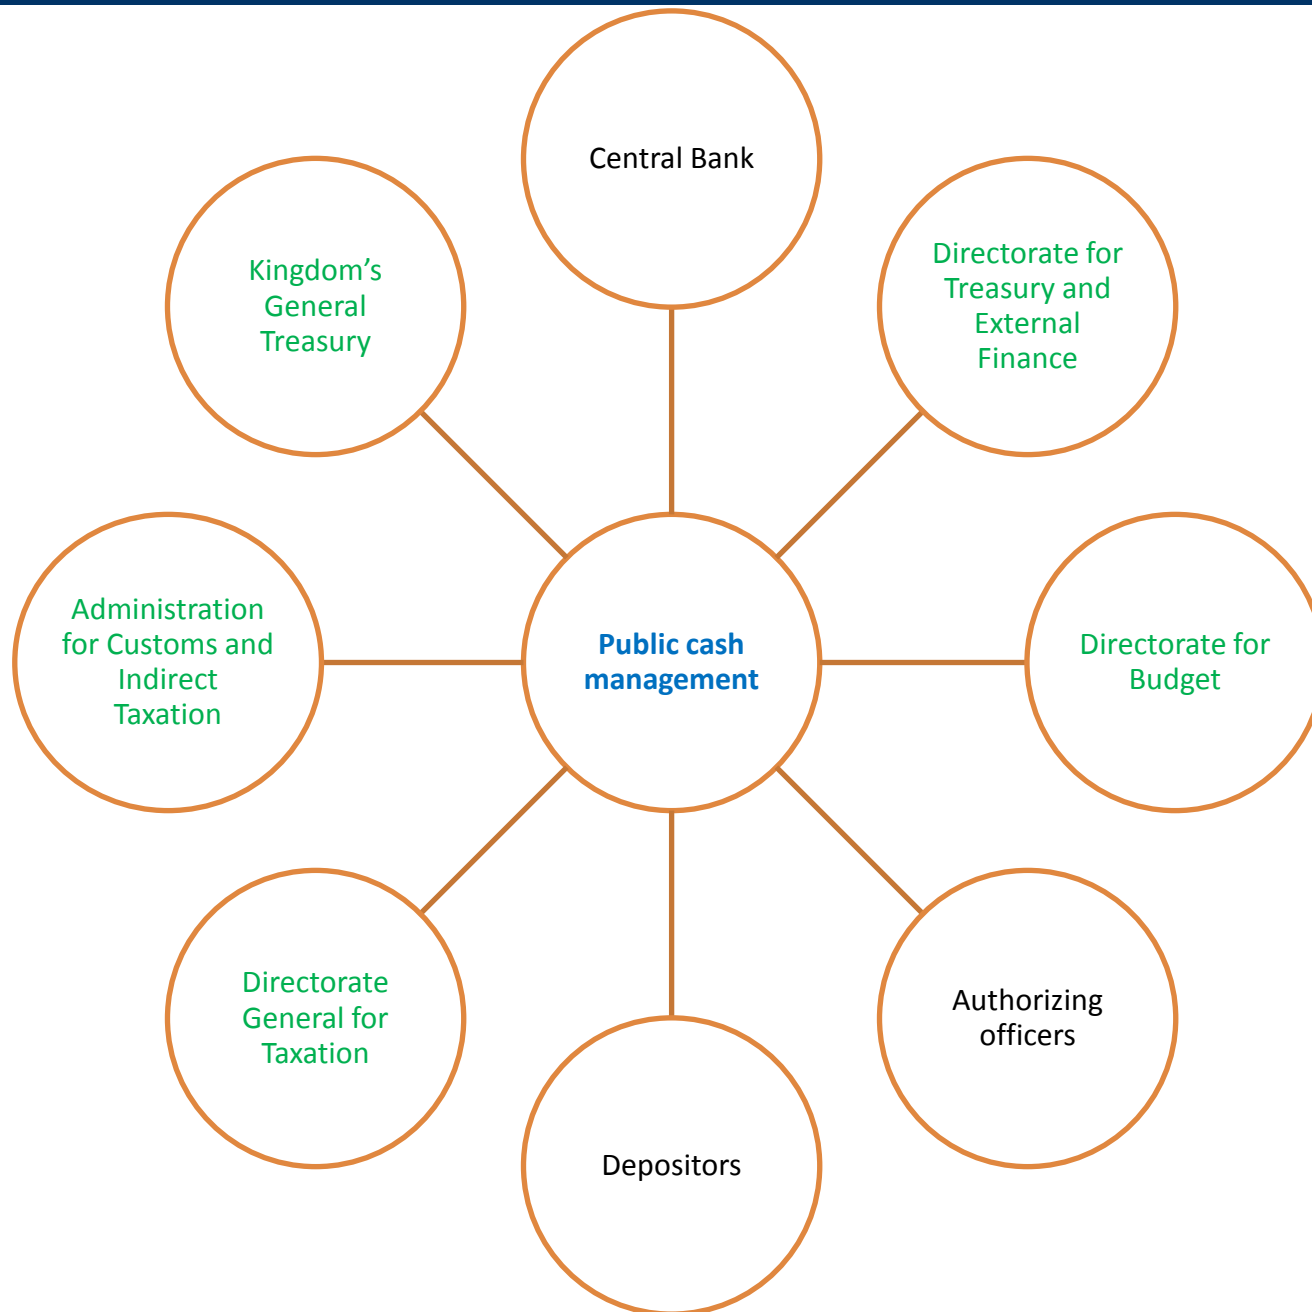 Central Bank
Kingdom's
General
Treasury
Directorate for
Treasury and
External
Finance
Administration
for Customs and
Indirect
Taxation
Public cash
management
Directorate for
Budget
Directorate
General for
Taxation
Authorizing
officers
Depositors